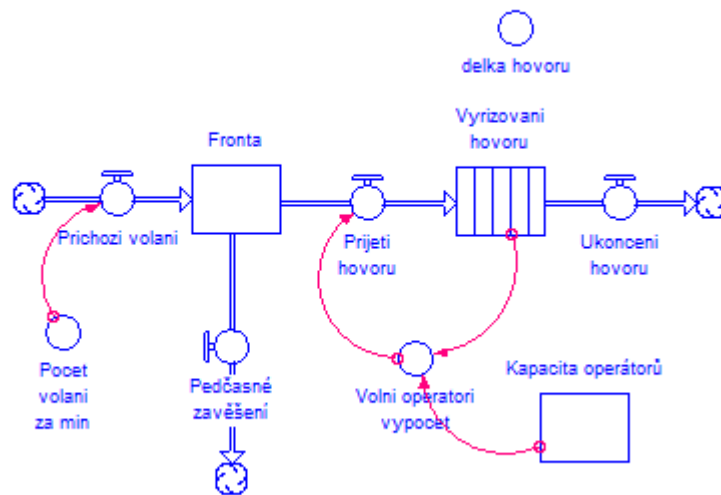 delka hovoru
Vyrizovani
hovoru
Fronta
Prichozi volani
Prijeti
hovoru
Ukonceni
hovoru
Pocet
volani
za min
Pedčasné
zavěšení
Volni operatori
vypocet
Kapacita operátorů